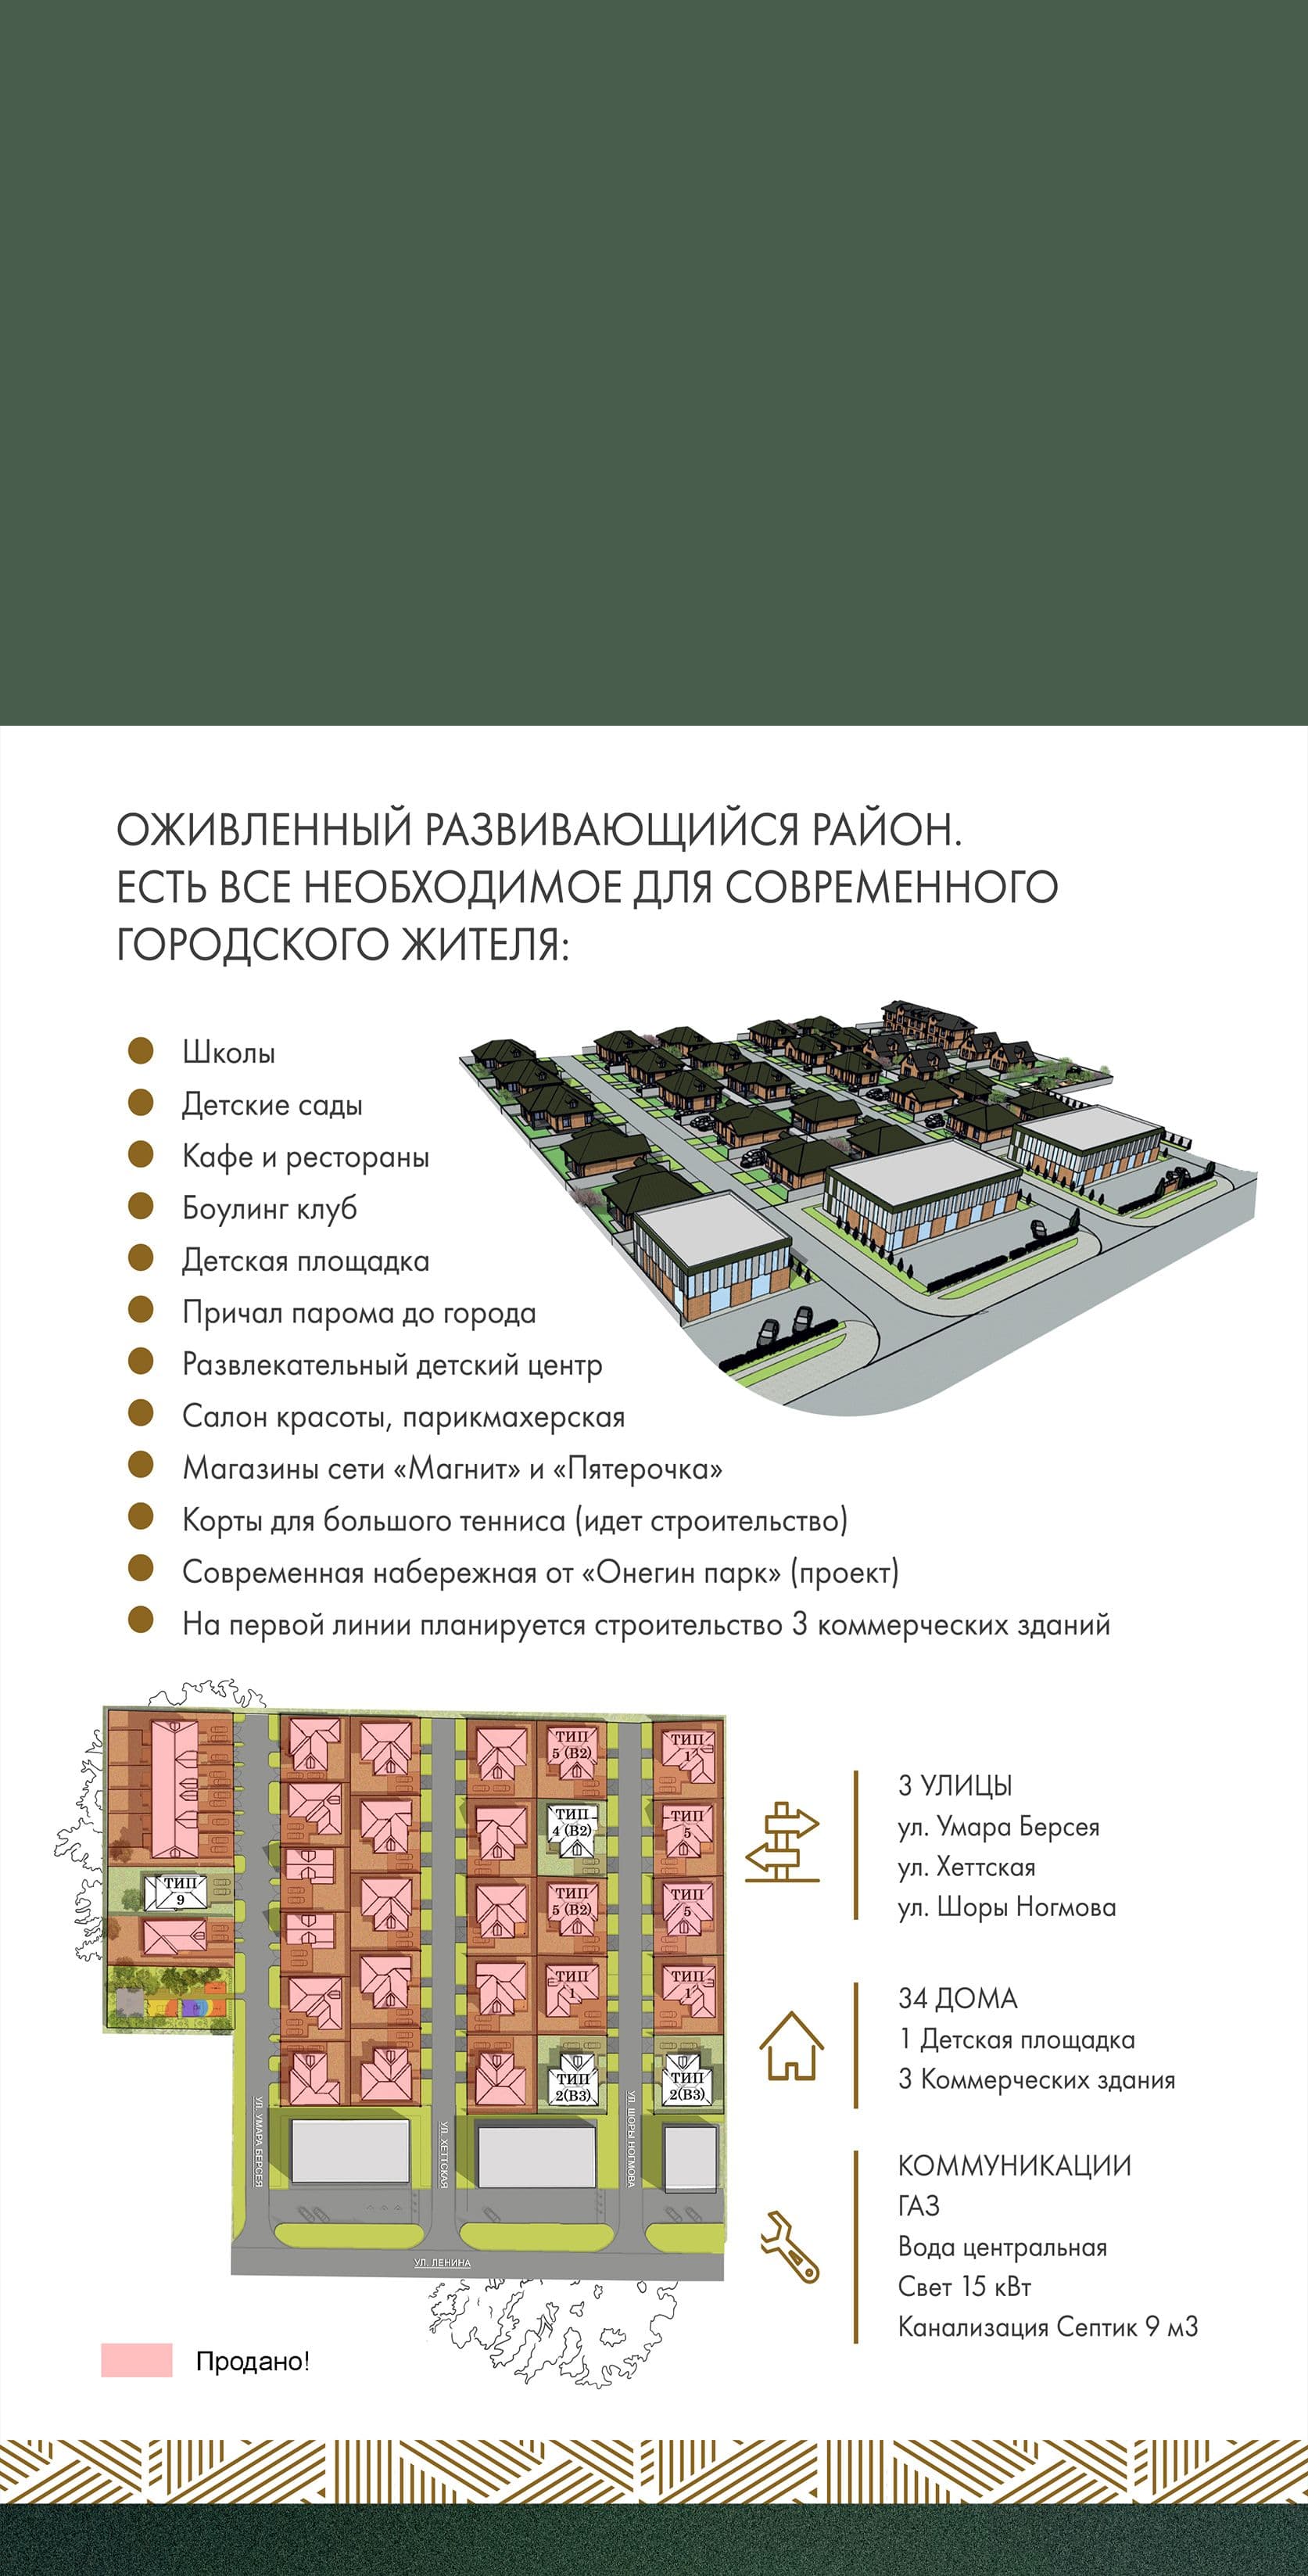 ОЖИВЛЕННЫЙ РАЗВИВАЮЩИЙСЯ РАЙОН.
ЕСТЬ ВСЕ НЕОБХОДИМОЕ ДЛЯ СОВРЕМЕННОГО
ГОРОДСКОГО ЖИТЕЛЯ:
Школы
Детские сады
Кафе и рестораны
Боулинг клуб
Детская площадка
Причал парома до города
Развлекательный детский центр
Салон красоты, парикмахерская
Магазины сети «Магнит» и «Пятерочка»
Корты для большого тенниса (идет строительство)
Современная набережная от «Онегин парк» (проект)
На первой линии планируется строительство 3 коммерческих зданий
ТИП
5 (В2)
ТИП
1
ТИП
4 (В2)
ТИП
5
ТИП
9
ТИП
5 (В2)
ТИП
5
ТИП
1
ТИП
1
ТИП
2(В3)
ТИП
2(В3)
УЛ. УМАРА БЕРСЕЯ
УЛ. ХЕТТСКАЯ
УЛ. ШОРЫ НОГМОВА
УЛ. ЛЕНИНА
Продано!
3 УЛИЦЫ
ул. Умара Берсея
ул. Хеттская
ул. Шоры Ногмова
34 ДОМА
1 Детская площадка
3 Коммерческих здания
КОММУНИКАЦИИ
ГАЗ
Вода центральная
Свет 15 кВт
Канализация Септик 9 м3